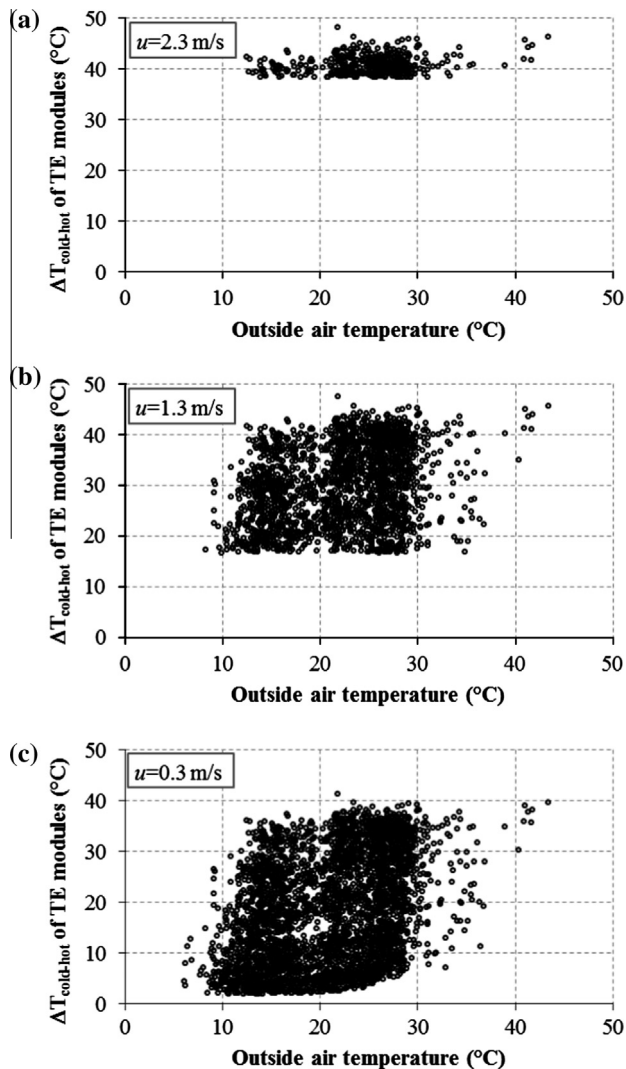 (a)
ΔTcold-hot of TE modules (°C)
50
40
30
20
10
0
u=2.3 m/s
0 10 20 30 40 50
Outside air temperature (°C)
(b)
ΔTcold-hot of TE modules (°C)
50
40
30
20
10
0
u=1.3 m/s
0 10 20 30 40 50
Outside air temperature (°C)
(c)
ΔTcold-hot of TE modules (°C)
50
40
30
20
10
0
u=0.3 m/s
0 10 20 30 40 50
Outside air temperature (°C)